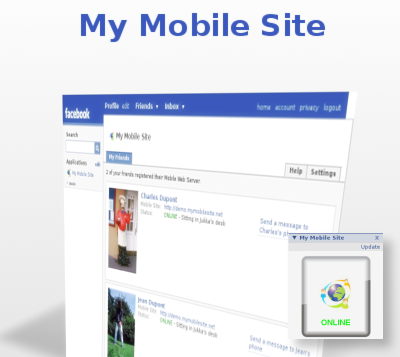 My Mobile Site
facebook
Profile edit Friends ▼ Inbox ▼
home account privacy logout
Search
Applications edit
My Mobile Site
My Mobile Site
My Friends
Help Settings
2 of your friends registered their Mobile Web Server:
Charles Dupont
Mobile Site http://demo.mymobilesite.net
Status ONLINE - Sitting in Jukka's desk
Send a message to
Charles's phone
Jean Dupont
Mobile Site http://demo.mymobilesite.net
Status ONLINE - Sitting in Jukka's desk
Send a message to Jean's
phone
▼ My Mobile Site X
Update
ONLINE